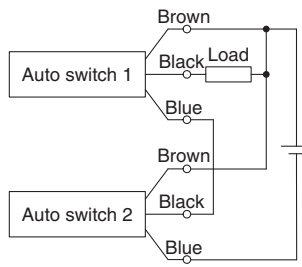 Brown
Black
Load
Auto switch 1
Blue
Brown
Black
Auto switch 2
Blue